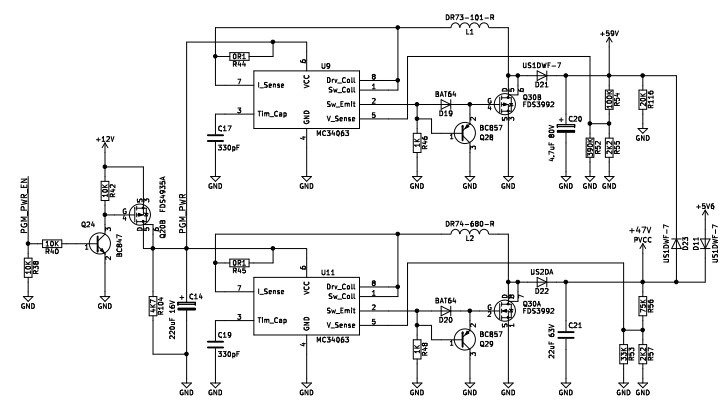 DR73-101-R
L1
+59V
0R1
R44
U9
6
VCC
7
I_Sense
Drv_Coll
8
Sw_Coll
1
Sw_Emit
2
V_Sense
5
3
Tim_Cap
GND
4
MC34063
C17
330pF
GND
GND
BAT64
D19
1K
R46
BC857
Q28
GND
GND
US1DWF-7
D21
Q30B
FDS3992
GND
C20
4.7uF 80V
GND
100K
R54
390K
R52
2K2
R55
GND
GND
120K
R116
GND
+12V
10K
R42
Q20B FDS4935A
PGM_PWR
PGM_PWR_EN
Q24
BC847
10K
R40
10K
R38
GND
GND
4K7
R104
C14
220uF 16V
GND
DR74-680-R
L2
0R1
R45
U11
6
VCC
7
I_Sense
Drv_Coll
8
Sw_Coll
1
Sw_Emit
2
V_Sense
5
3
Tim_Cap
GND
4
MC34063
C19
330pF
GND
GND
BAT64
D20
1K
R48
BC857
Q29
GND
GND
US2DA
D22
Q30A
FDS3992
GND
C21
22uF 63V
GND
+47V
PVCC
75K
R56
33K
R53
2K2
R57
GND
GND
US1DWF-7
D23
D11
US1DWF-7
+5V6